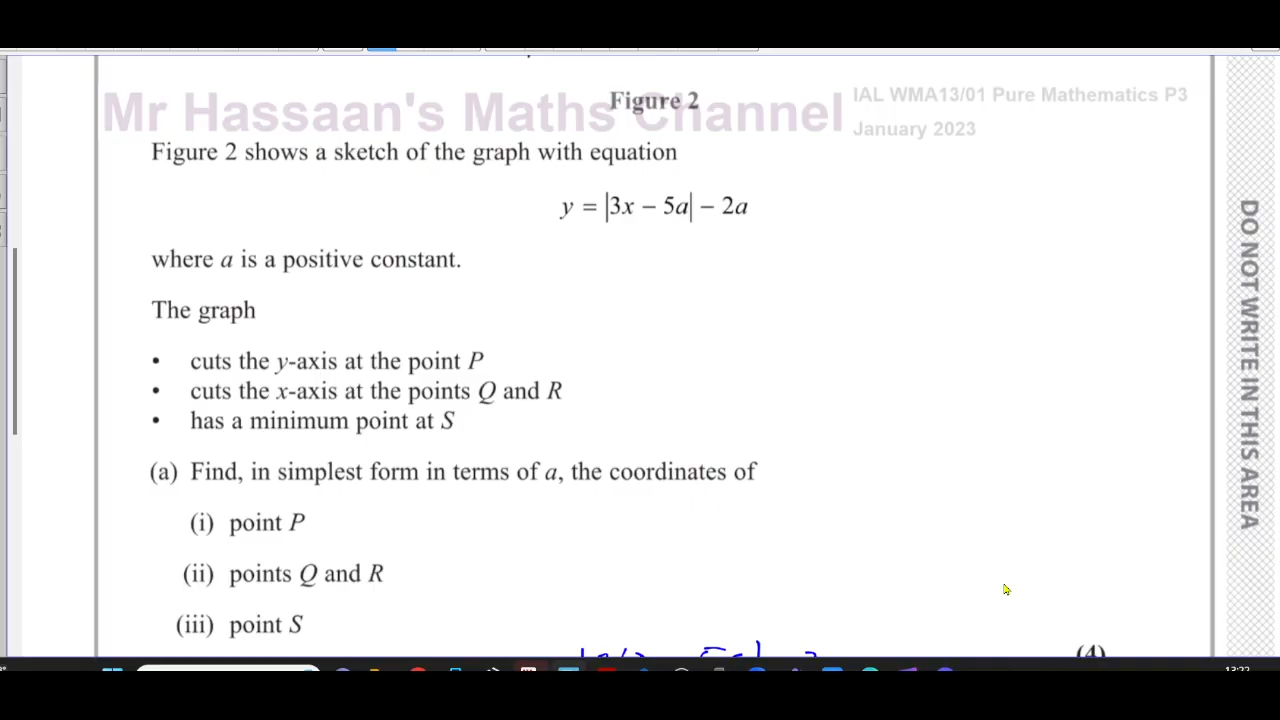 Figure 2
Mr Hassaan's Maths Channel
IAL WMA13/01 Pure Mathematics P3
January 2023
Figure 2 shows a sketch of the graph with equation
y = |3x − 5a| − 2a
where a is a positive constant.
The graph
• cuts the y-axis at the point P
• cuts the x-axis at the points Q and R
• has a minimum point at S
(a) Find, in simplest form in terms of a, the coordinates of
(i) point P
(ii) points Q and R
(iii) point S
(4)
DO NOT WRITE IN THIS AREA